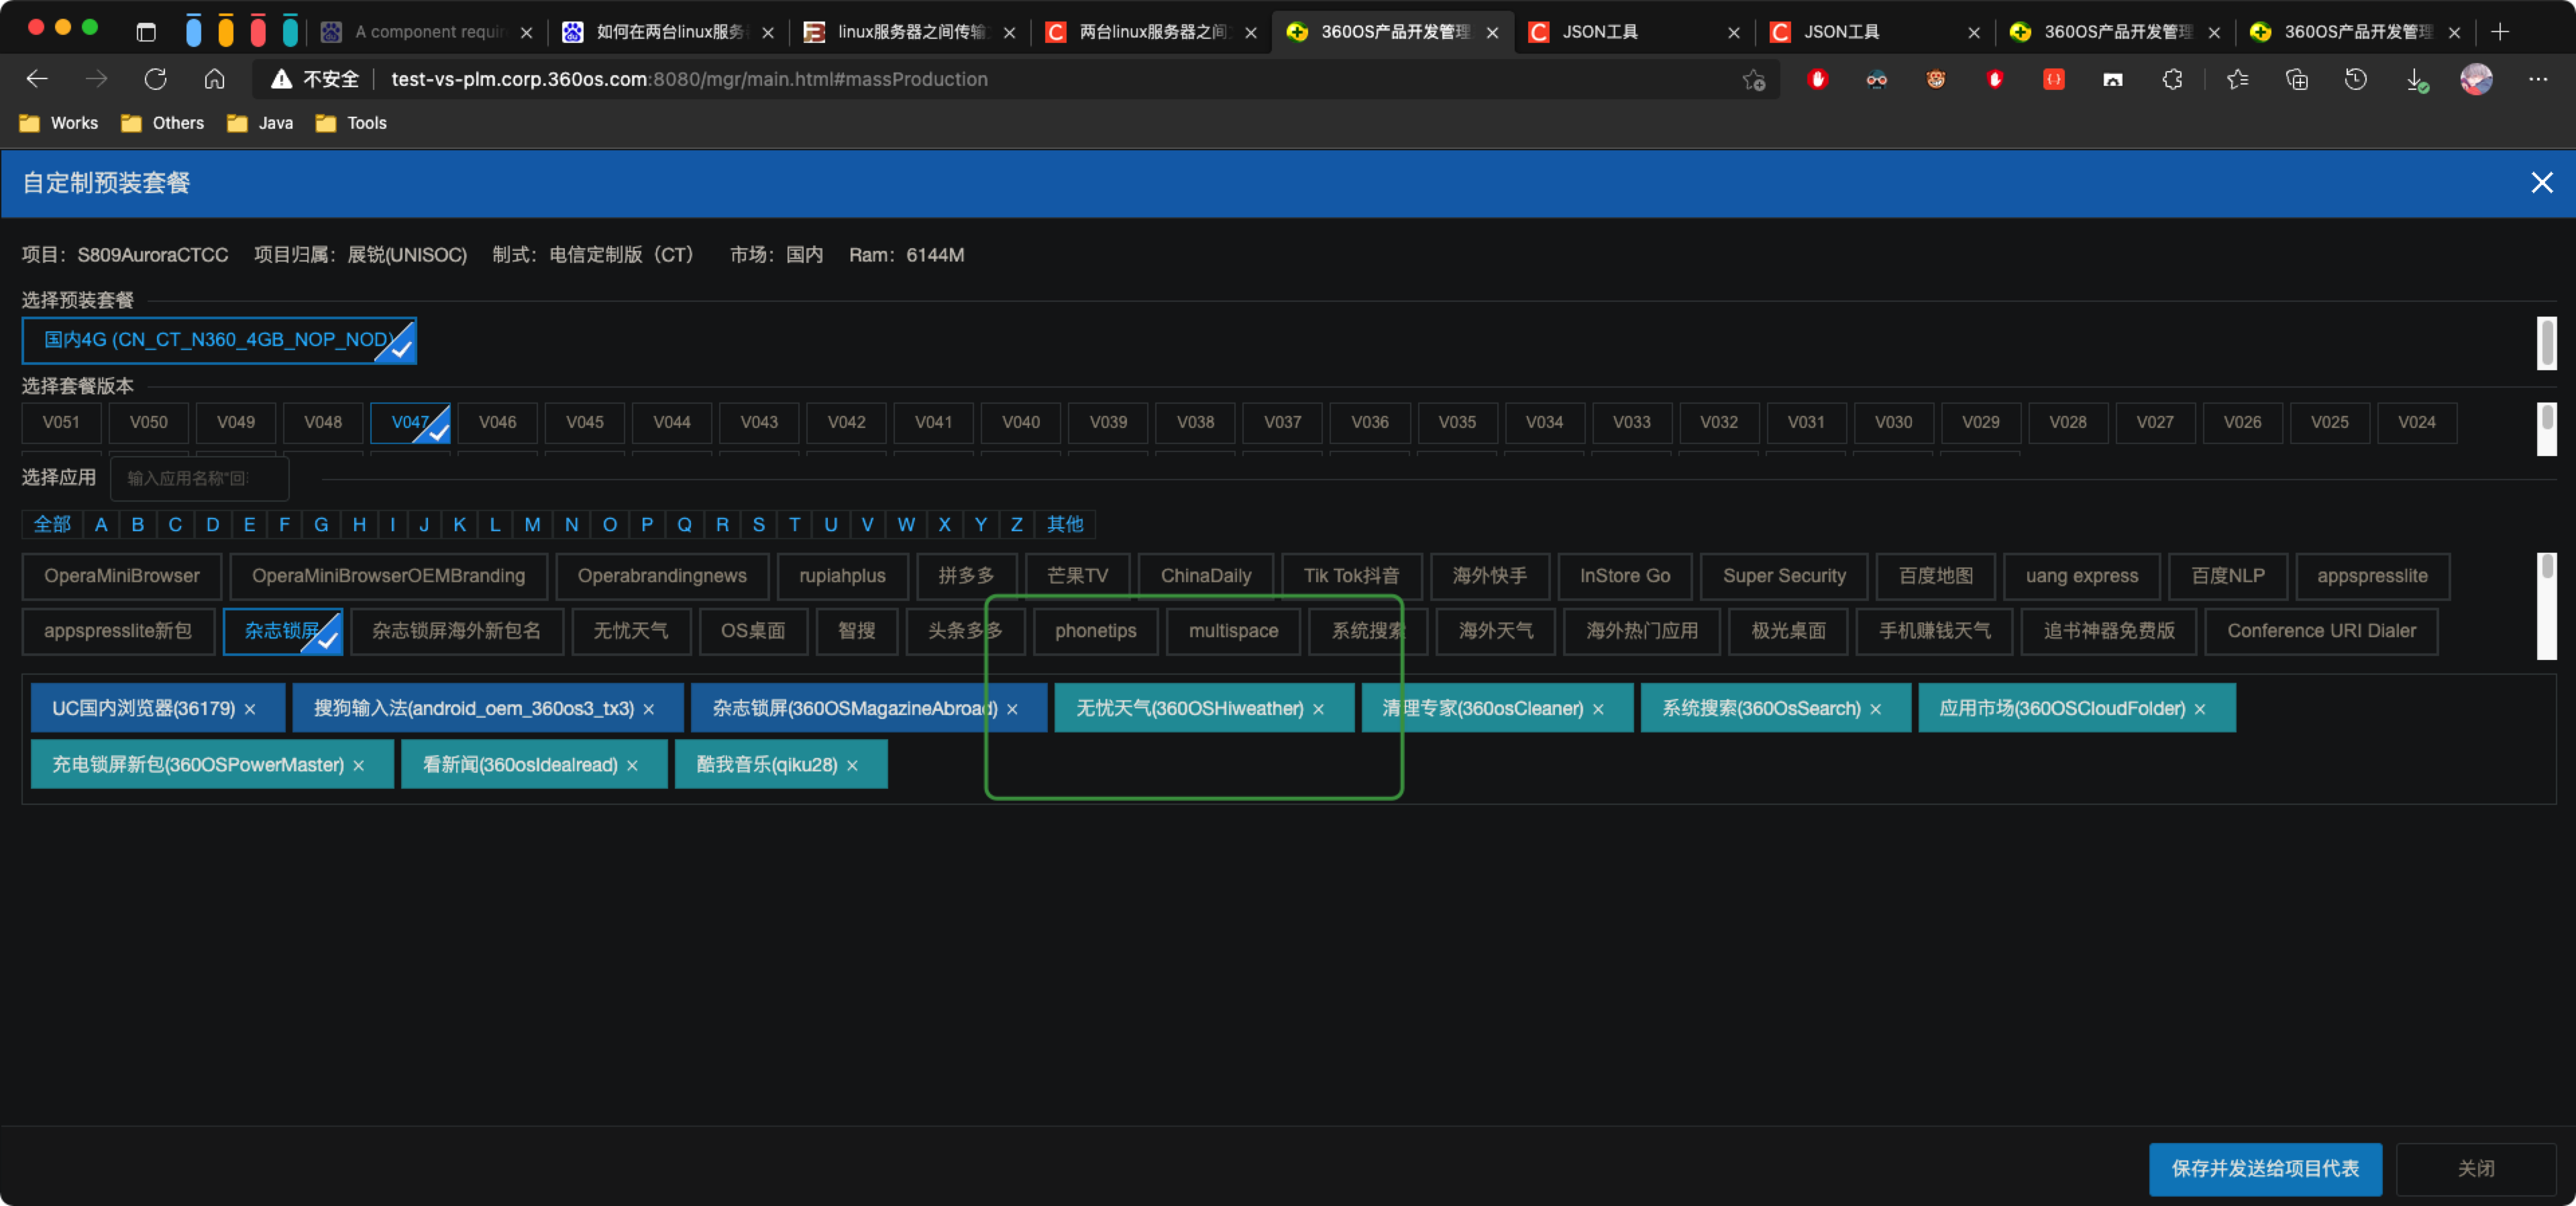 A component requir
如何在两台linux服务
linux服务器之间传输
两台linux服务器之间
360OS产品开发管理
JSON工具
JSON工具
360OS产品开发管理
360OS产品开发管理
不安全 test-vs-plm.corp.360os.com:8080/mgr/main.html#massProduction
Works Others Java Tools
自定制预装套餐
项目：S809AuroraCTCC 项目归属：展锐(UNISOC) 制式：电信定制版（CT） 市场：国内 Ram：6144M
选择预装套餐
国内4G (CN_CT_N360_4GB_NOP_NOD)
选择套餐版本
V051 V050 V049 V048 V047 V046 V045 V044 V043 V042 V041 V040 V039 V038 V037 V036 V035 V034 V033 V032 V031 V030 V029 V028 V027 V026 V025 V024
选择应用 输入应用名称"回
全部 A B C D E F G H I J K L M N O P Q R S T U V W X Y Z 其他
OperaMiniBrowser OperaMiniBrowserOEMBranding Operabrandingnews rupiahplus 拼多多 芒果TV ChinaDaily Tik Tok抖音 海外快手 InStore Go Super Security 百度地图 uang express 百度NLP appspresslite
appspresslite新包 杂志锁屏 杂志锁屏海外新包名 无忧天气 OS桌面 智搜 头条多多 phonetips multispace 系统搜索 海外天气 海外热门应用 极光桌面 手机赚钱天气 追书神器免费版 Conference URI Dialer
UC国内浏览器(36179) × 搜狗输入法(android_oem_360os3_tx3) × 杂志锁屏(360OSMagazineAbroad) × 无忧天气(360OSHiweather) × 清理专家(360osCleaner) × 系统搜索(360OsSearch) × 应用市场(360OSCloudFolder) ×
充电锁屏新包(360OSPowerMaster) × 看新闻(360osIdealread) × 酷我音乐(qiku28) ×
保存并发送给项目代表 关闭